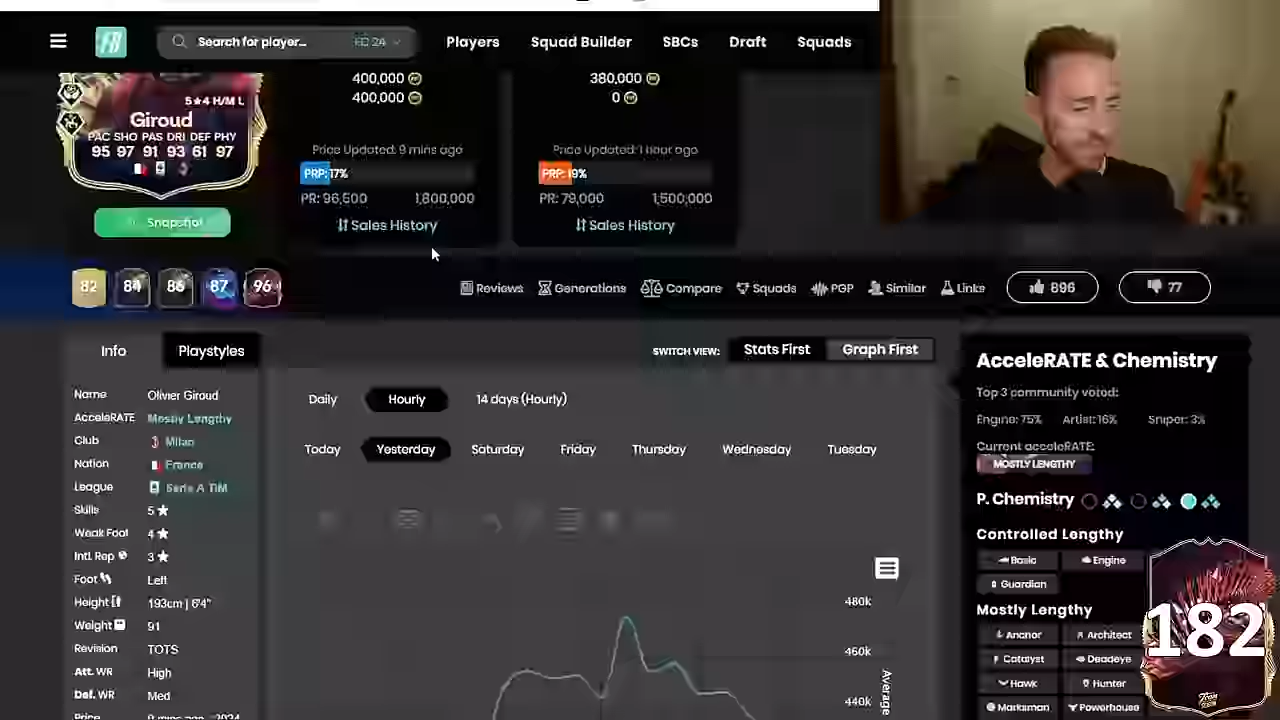 Search for player...
FC 24
Players
Squad Builder
SBCs
Draft
Squads
5★4 H/M L
Giroud
PAC SHO PAS DRI DEF PHY
95 97 91 93 61 97
Snapshot
400,000
400,000
Price Updated: 9 mins ago
PRP: 17%
PR: 96,500
1,800,000
Sales History
380,000
0
Price Updated: 1 hour ago
PRP: 19%
PR: 79,000
1,500,000
Sales History
82
84
86
87
96
Reviews
Generations
Compare
Squads
PGP
Similar
Links
896
77
Info
Playstyles
Name Olivier Giroud
AcceleRATE Mostly Lengthy
Club Milan
Nation France
League Serie A TIM
Skills 5★
Weak Foot 4★
Intl. Rep 3★
Foot Left
Height 193cm | 6'4"
Weight 91
Revision TOTS
Att. WR High
Def. WR Med
Price 9 mins ago
SWITCH VIEW:
Stats First
Graph First
Daily
Hourly
14 days (Hourly)
Today
Yesterday
Saturday
Friday
Thursday
Wednesday
Tuesday
480k
460k
440k
Average
AcceleRATE & Chemistry
Top 3 community voted:
Engine: 75%
Artist: 16%
Sniper: 3%
Current acceleRATE:
MOSTLY LENGTHY
P. Chemistry
Controlled Lengthy
Basic
Engine
Guardian
Mostly Lengthy
Anchor
Architect
Catalyst
Deadeye
Hawk
Hunter
Marksman
Powerhouse
182